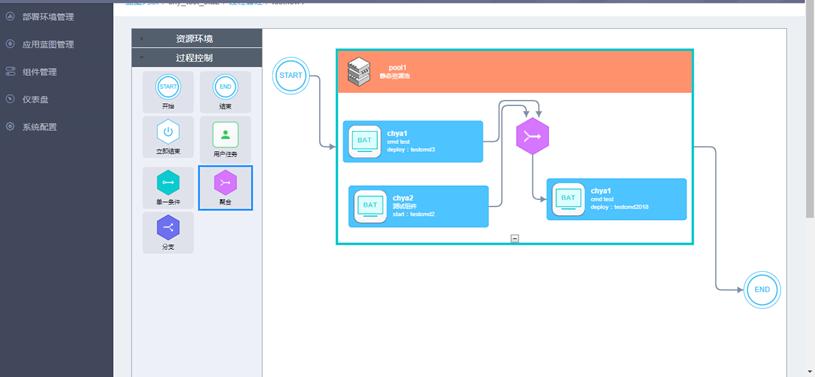 部署环境管理
应用蓝图管理
组件管理
仪表盘
系统配置
资源环境
过程控制
START
开始
END
结束
立即结束
用户任务
单一条件
聚合
分支
START
pool1
静态资源池
BAT
chya1
cmd test
deploy : testcmd3
BAT
chya2
测试组件
start : testcmd2
BAT
chya1
cmd test
deploy : testcmd2018
END